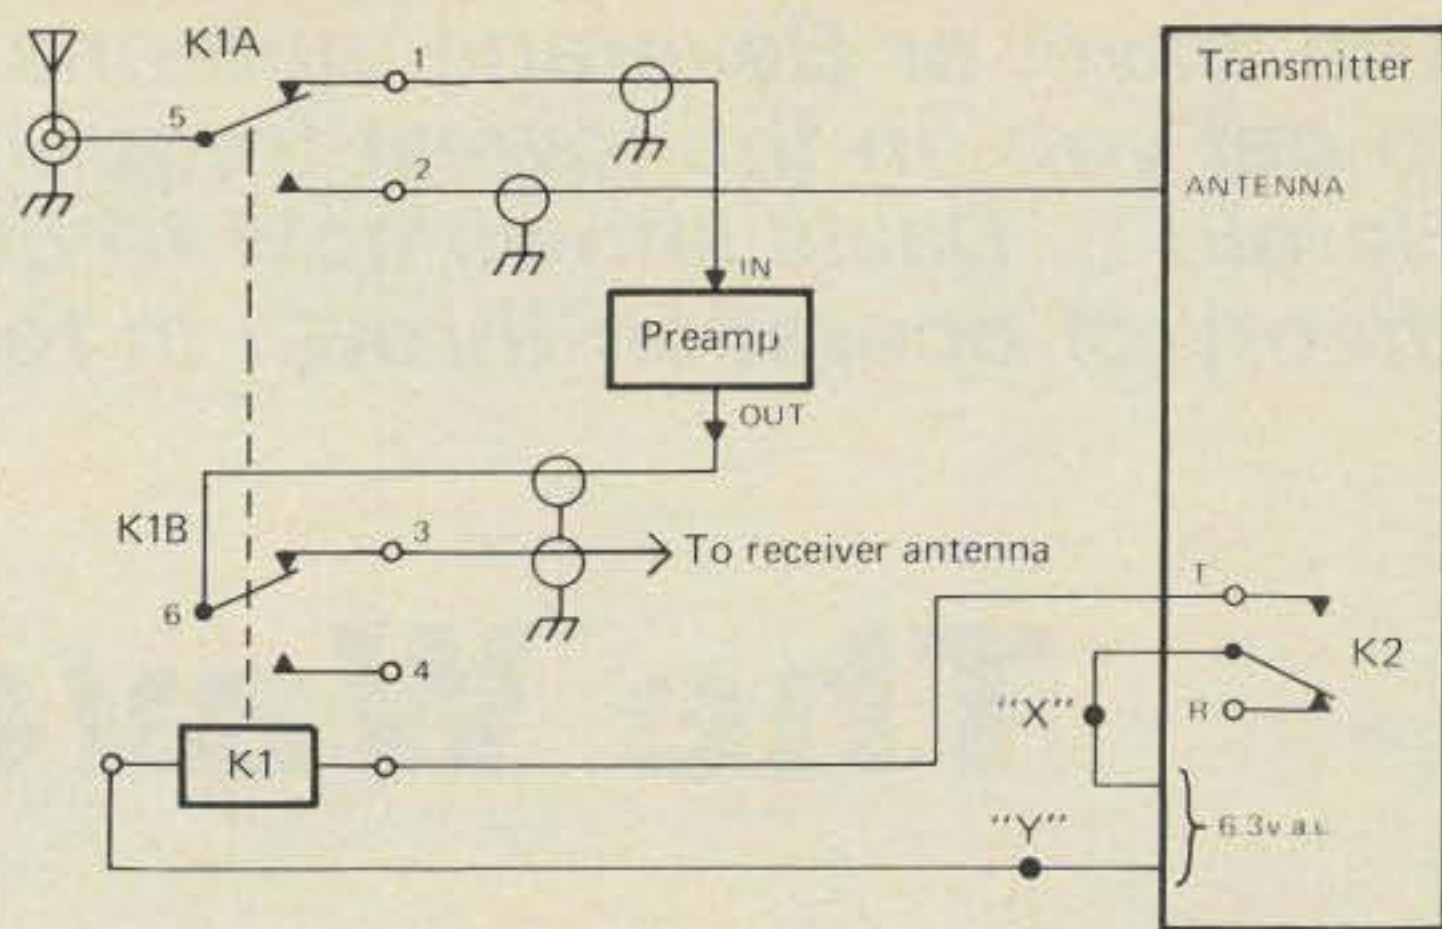 K1A
1
Transmitter
5
2
ANTENNA
IN
Preamp
OUT
K1B
3
To receiver antenna
6
T
4
K2
"X"
R
K1
"Y"
6.3v a.c.